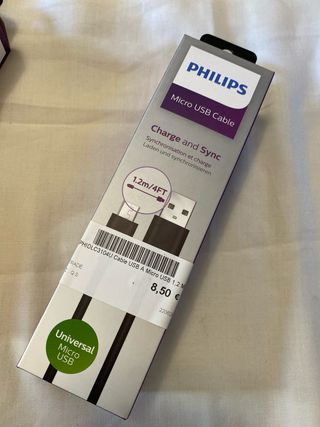 PHILIPS
Micro USB Cable
Charge and Sync
Synchronisation et charge
Laden und synchronisieren
1.2m/4FT
PHIDLC3104U Cable USB A Micro USB 1.2 M
8,50 €
Universal
Micro
USB